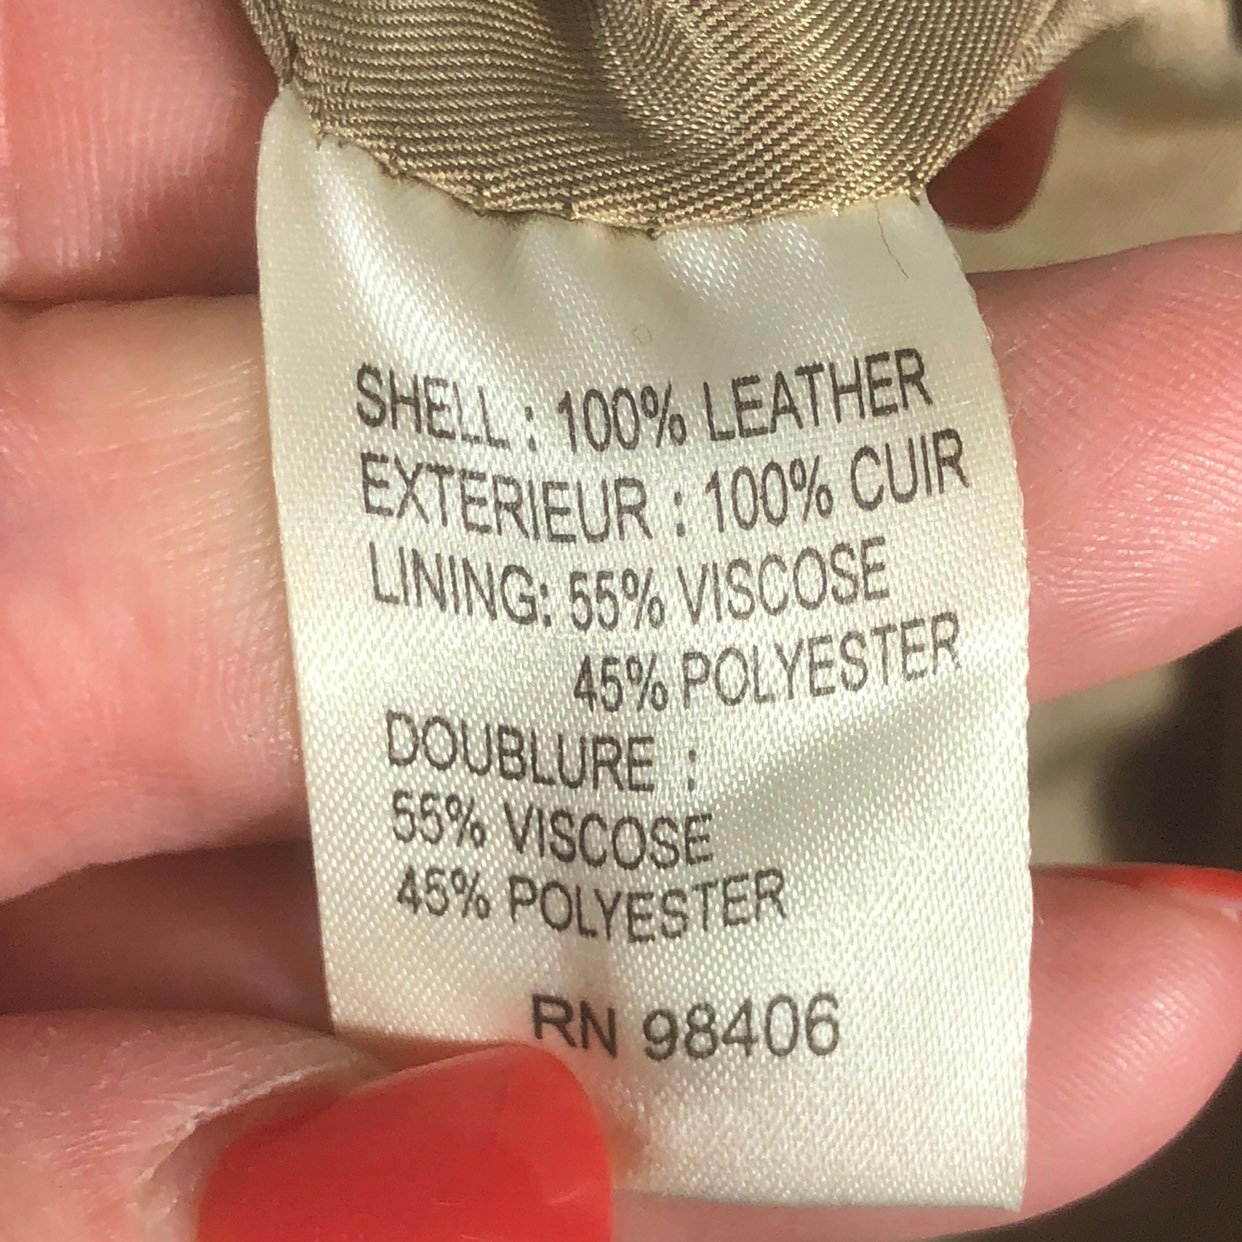 SHELL : 100% LEATHER
EXTERIEUR : 100% CUIR
LINING: 55% VISCOSE
45% POLYESTER
DOUBLURE :
55% VISCOSE
45% POLYESTER
RN 98406